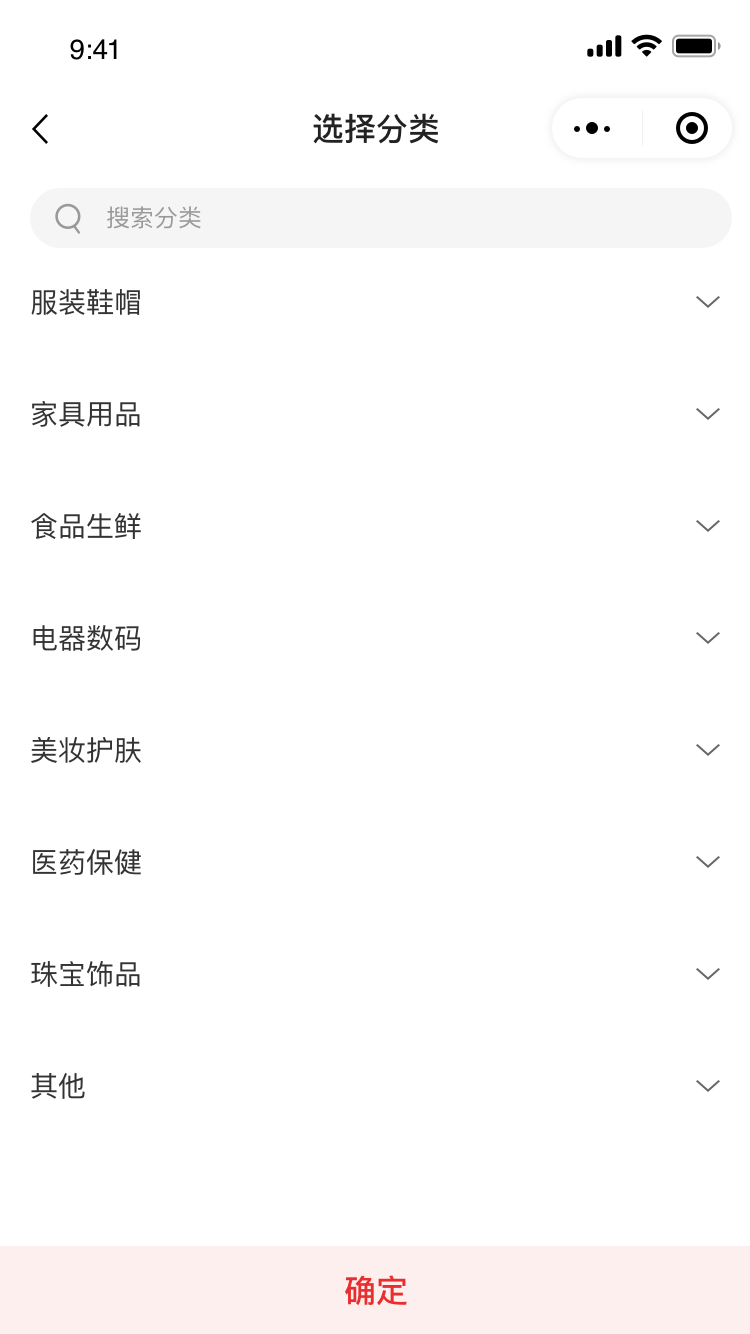 9:41
选择分类
搜索分类
服装鞋帽
家具用品
食品生鲜
电器数码
美妆护肤
医药保健
珠宝饰品
其他
确定